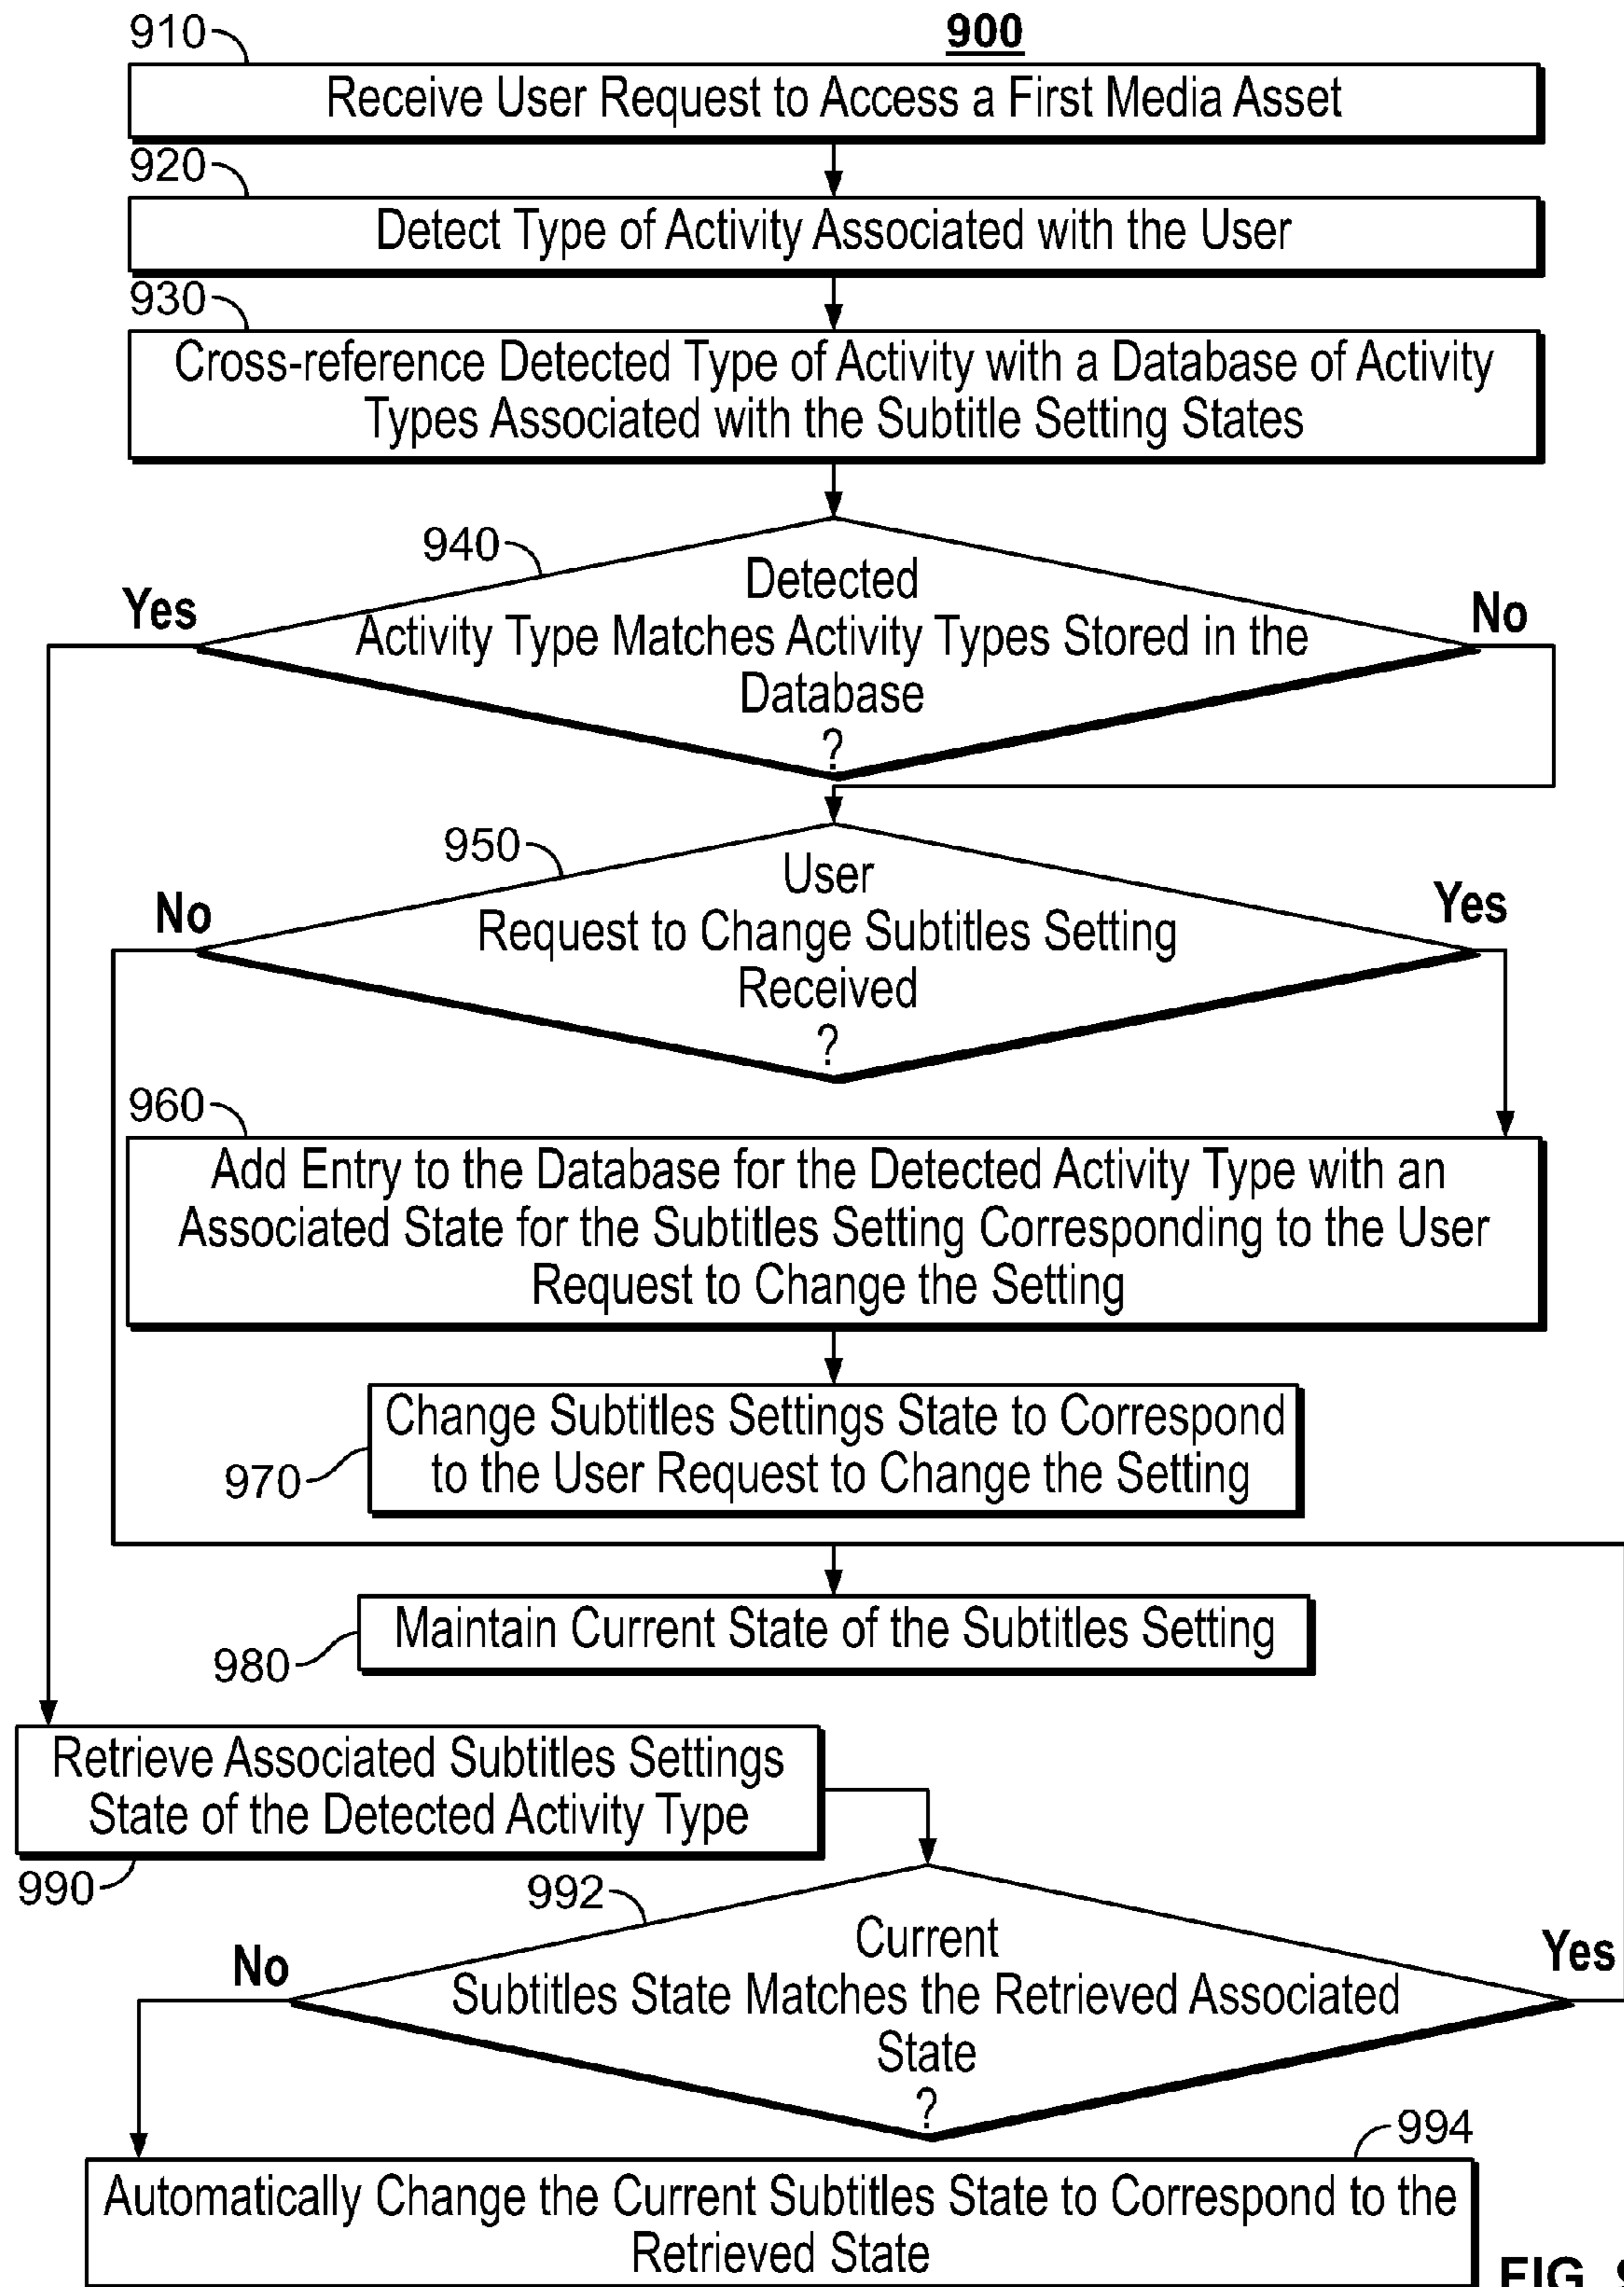 910
900
Receive User Request to Access a First Media Asset
920
Detect Type of Activity Associated with the User
930
Cross-reference Detected Type of Activity with a Database of Activity
Types Associated with the Subtitle Setting States
940
Detected
Yes
No
Activity Type Matches Activity Types Stored in the
Database
?
950
User
No
Yes
Request to Change Subtitles Setting
Received
?
960
Add Entry to the Database for the Detected Activity Type with an
Associated State for the Subtitles Setting Corresponding to the User
Request to Change the Setting
Change Subtitles Settings State to Correspond
to the User Request to Change the Setting
970
Maintain Current State of the Subtitles Setting
980
Retrieve Associated Subtitles Settings
State of the Detected Activity Type
990
992
Current
No
Yes
Subtitles State Matches the Retrieved Associated
State
?
994
Automatically Change the Current Subtitles State to Correspond to the
Retrieved State
FIG.